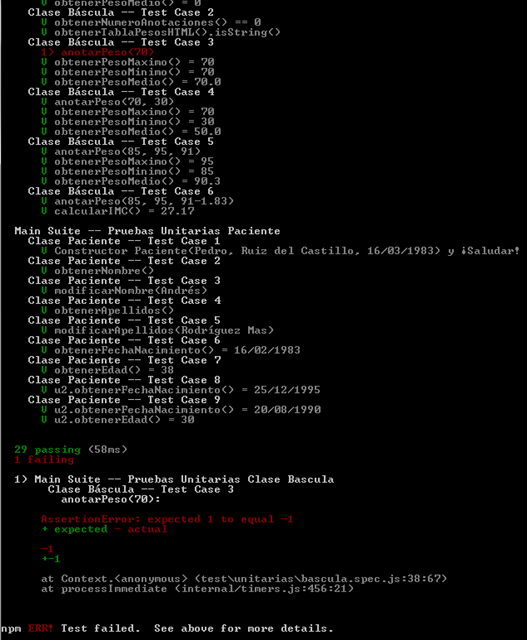 V obtenerPesoMedio() = 0
Clase Báscula -- Test Case 2
V obtenerNumeroAnotaciones() == 0
V obtenerTablaPesosHTML().isString()
Clase Báscula -- Test Case 3
1) anotarPeso(70)
V obtenerPesoMaximo() = 70
V obtenerPesoMinimo() = 70
V obtenerPesoMedio() = 70.0
Clase Báscula -- Test Case 4
V anotarPeso(70, 30)
V obtenerPesoMaximo() = 70
V obtenerPesoMinimo() = 30
V obtenerPesoMedio() = 50.0
Clase Báscula -- Test Case 5
V anotarPeso(85, 95, 91)
V obtenerPesoMaximo() = 95
V obtenerPesoMinimo() = 85
V obtenerPesoMedio() = 90.3
Clase Báscula -- Test Case 6
V anotarPeso(85, 95, 91-1.83)
V calcularIMC() = 27.17
Main Suite -- Pruebas Unitarias Paciente
Clase Paciente -- Test Case 1
V Constructor Paciente(Pedro, Ruiz del Castillo, 16/03/1983) y ¡Saludar!
Clase Paciente -- Test Case 2
V obtenerNombre()
Clase Paciente -- Test Case 3
V modificarNombre(Andrés)
Clase Paciente -- Test Case 4
V obtenerApellidos()
Clase Paciente -- Test Case 5
V modificarApellidos(Rodríguez Mas)
Clase Paciente -- Test Case 6
V obtenerFechaNacimiento() = 16/02/1983
Clase Paciente -- Test Case 7
V obtenerEdad() = 38
Clase Paciente -- Test Case 8
V u2.obtenerFechaNacimiento() = 25/12/1995
Clase Paciente -- Test Case 9
V u2.obtenerFechaNacimiento() = 20/08/1990
V u2.obtenerEdad() = 30
29 passing (58ms)
1 failing
1) Main Suite -- Pruebas Unitarias Clase Bascula
Clase Báscula -- Test Case 3
anotarPeso(70):
AssertionError: expected 1 to equal -1
+ expected - actual
-1
+-1
at Context.<anonymous> (test\unitarias\bascula.spec.js:38:67)
at processImmediate (internal/timers.js:456:21)
npm ERR! Test failed.  See above for more details.